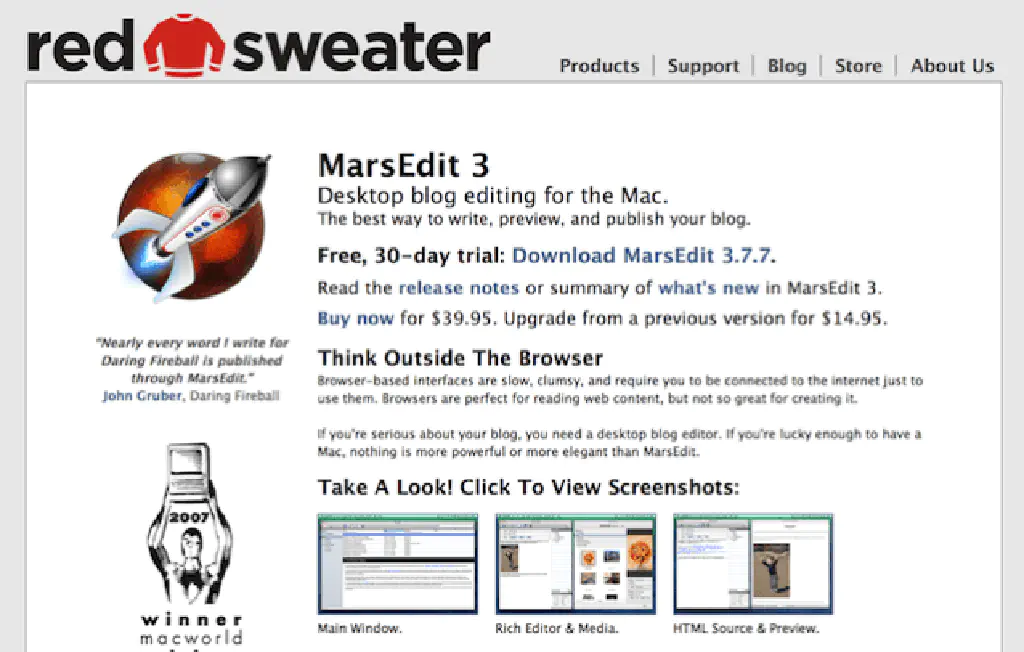 red sweater
Products | Support | Blog | Store | About Us
MarsEdit 3
Desktop blog editing for the Mac.
The best way to write, preview, and publish your blog.
Free, 30-day trial: Download MarsEdit 3.7.7.
Read the release notes or summary of what's new in MarsEdit 3.
Buy now for $39.95. Upgrade from a previous version for $14.95.
"Nearly every word I write for
Daring Fireball is published
through MarsEdit."
John Gruber, Daring Fireball
Think Outside The Browser
Browser-based interfaces are slow, clumsy, and require you to be connected to the internet just to
use them. Browsers are perfect for reading web content, but not so great for creating it.
If you're serious about your blog, you need a desktop blog editor. If you're lucky enough to have a
Mac, nothing is more powerful or more elegant than MarsEdit.
2007
winner
macworld
Take A Look! Click To View Screenshots:
Main Window.
Rich Editor & Media.
HTML Source & Preview.